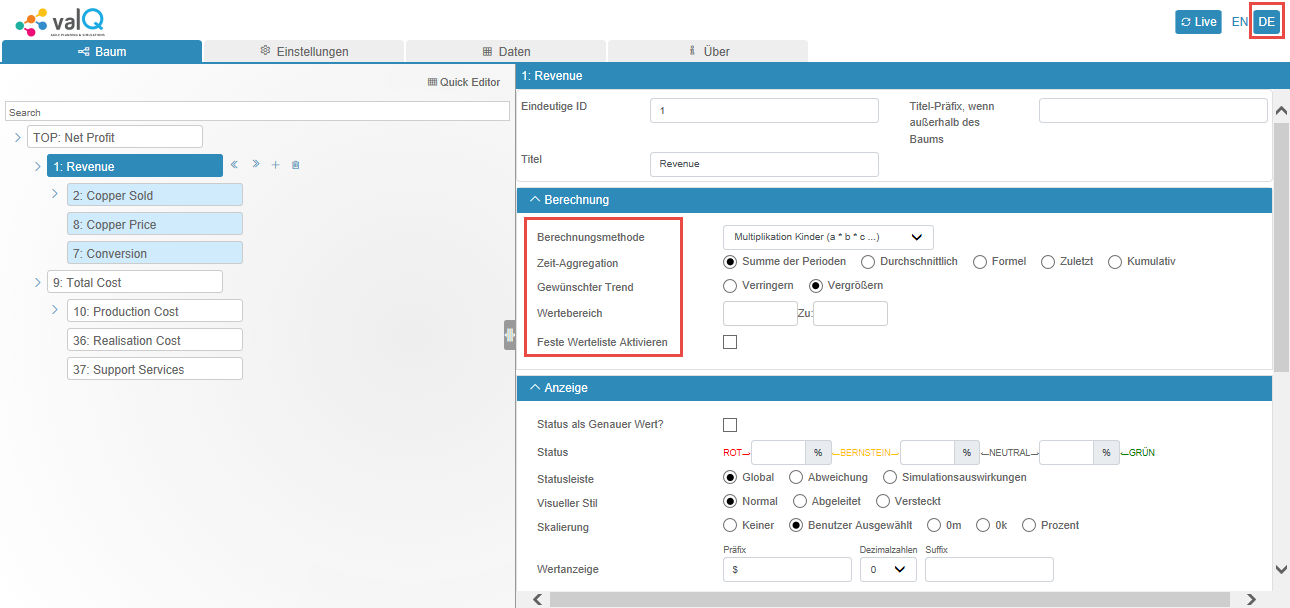 valQ
Live EN DE
Baum Einstellungen Daten Über
Quick Editor
Search
TOP: Net Profit
1: Revenue
2: Copper Sold
8: Copper Price
7: Conversion
9: Total Cost
10: Production Cost
36: Realisation Cost
37: Support Services
1: Revenue
Eindeutige ID 1
Titel-Präfix, wenn
außerhalb des
Baums
Titel Revenue
Berechnung
Berechnungsmethode Multiplikation Kinder (a * b * c ...)
Zeit-Aggregation Summe der Perioden Durchschnittlich Formel Zuletzt Kumulativ
Gewünschter Trend Verringern Vergrößern
Wertebereich Zu:
Feste Werteliste Aktivieren
Anzeige
Status als Genauer Wert?
Status ROT % BERNSTEIN % NEUTRAL % GRÜN
Statusleiste Global Abweichung Simulationsauswirkungen
Visueller Stil Normal Abgeleitet Versteckt
Skalierung Keiner Benutzer Ausgewählt 0m 0k Prozent
Präfix Dezimalzahlen Suffix
Wertanzeige $ 0